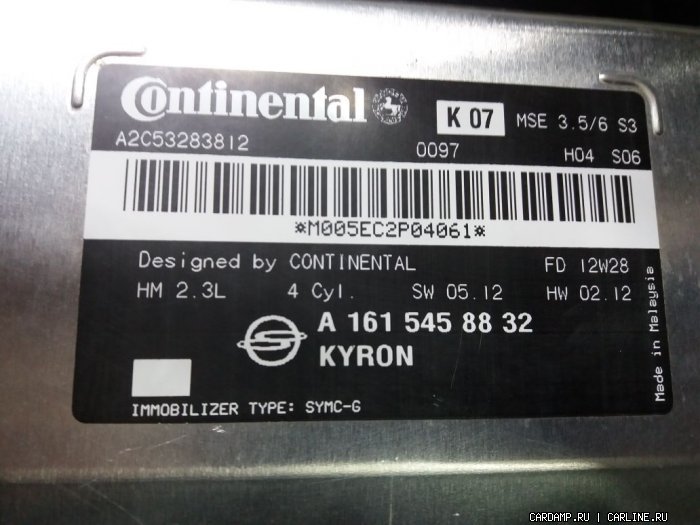 Continental K 07 MSE 3.5/6 S3
A2C53283812 0097 H04 S06
*M005EC2P04061*
Designed by CONTINENTAL FD 12W28
HM 2.3L 4 Cyl. SW 05.12 HW 02.12
A 161 545 88 32
KYRON
IMMOBILIZER TYPE: SYMC-G
Made in Malaysia
CARDAMP.RU | CARLINE.RU